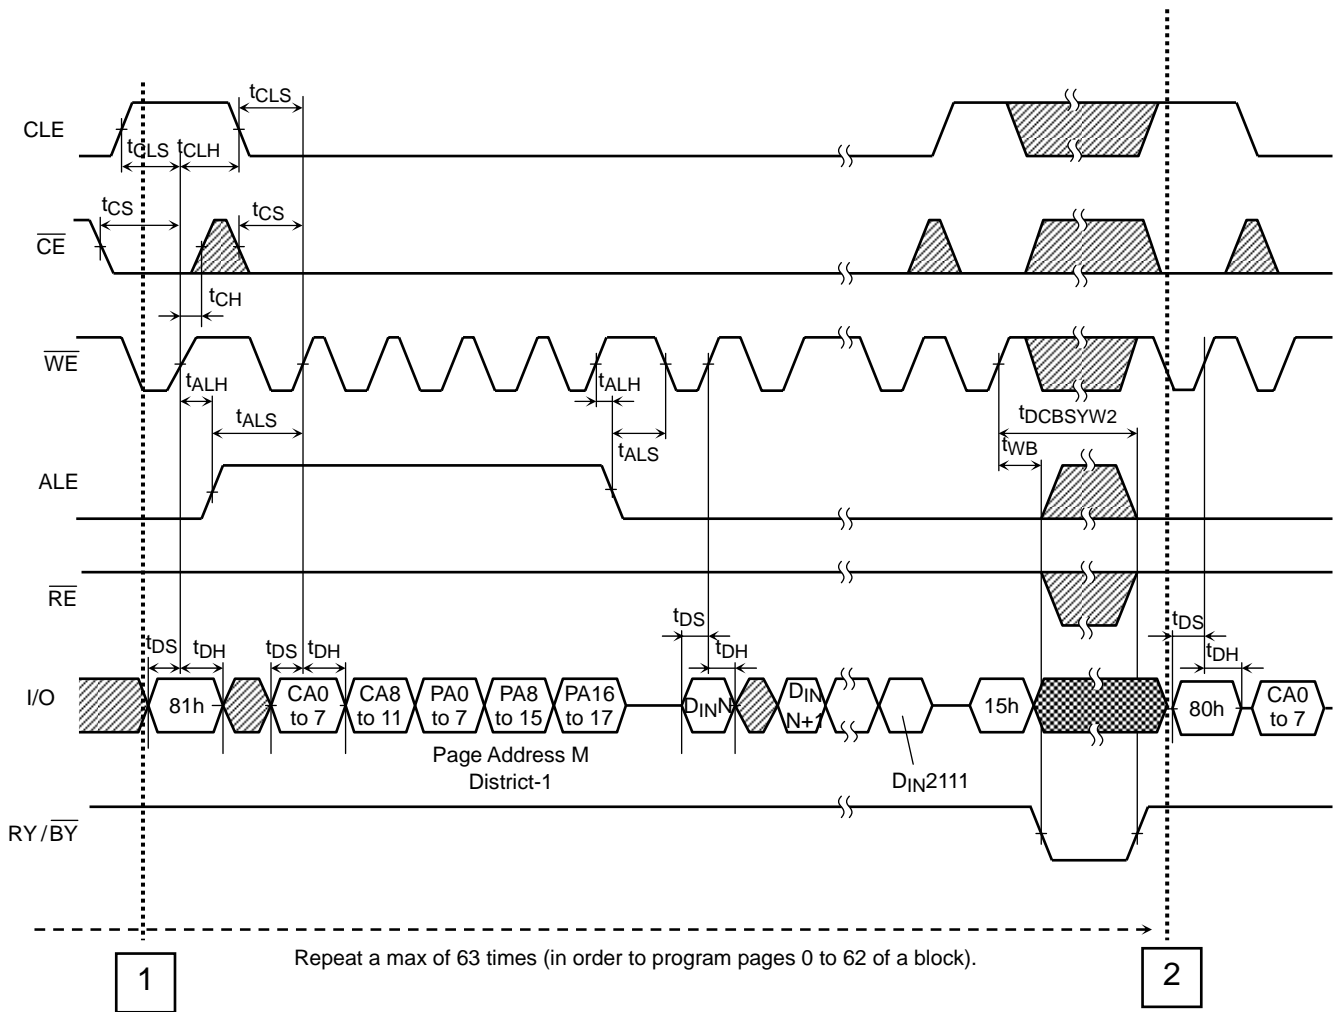 CLE
tCLS
tCLS
tCLH
CE
tCS
tCS
tCH
WE
tALH
tALS
tALH
tALS
tDCBSYW2
tWB
ALE
RE
I/O
tDS
tDH
tDS
tDH
tDS
tDH
tDS
tDH
81h
CA0 to 7
CA8 to 11
PA0 to 7
PA8 to 15
PA16 to 17
DINN
DIN N+1
15h
80h
CA0 to 7
Page Address M
District-1
DIN2111
RY/BY
Repeat a max of 63 times (in order to program pages 0 to 62 of a block).
1
2